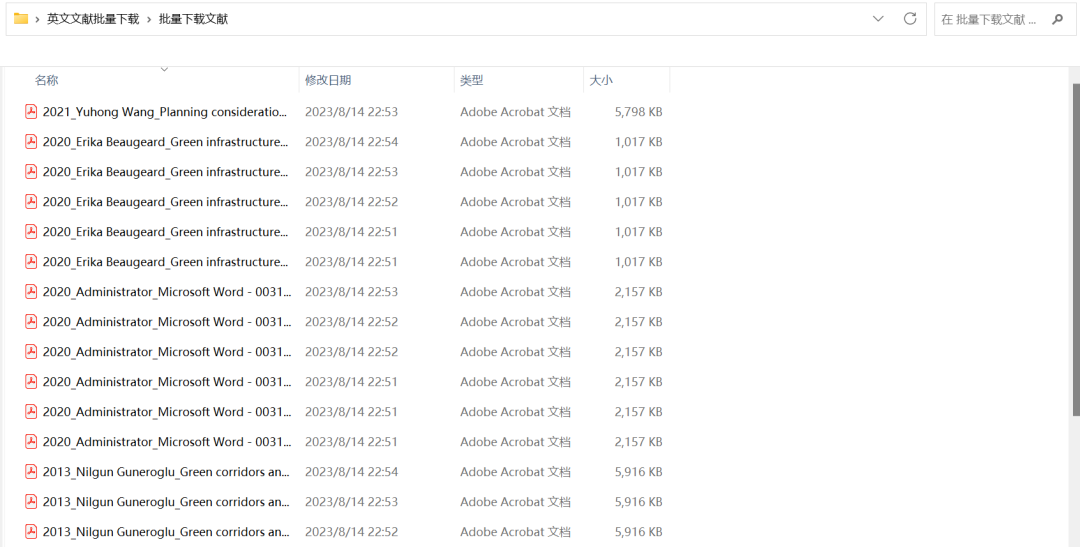 英文文献批量下载 › 批量下载文献
在 批量下载文献 ...
名称 修改日期 类型 大小
2021_Yuhong Wang_Planning consideratio... 2023/8/14 22:53 Adobe Acrobat 文档 5,798 KB
2020_Erika Beaugeard_Green infrastructure... 2023/8/14 22:54 Adobe Acrobat 文档 1,017 KB
2020_Erika Beaugeard_Green infrastructure... 2023/8/14 22:53 Adobe Acrobat 文档 1,017 KB
2020_Erika Beaugeard_Green infrastructure... 2023/8/14 22:52 Adobe Acrobat 文档 1,017 KB
2020_Erika Beaugeard_Green infrastructure... 2023/8/14 22:51 Adobe Acrobat 文档 1,017 KB
2020_Erika Beaugeard_Green infrastructure... 2023/8/14 22:51 Adobe Acrobat 文档 1,017 KB
2020_Administrator_Microsoft Word - 0031... 2023/8/14 22:53 Adobe Acrobat 文档 2,157 KB
2020_Administrator_Microsoft Word - 0031... 2023/8/14 22:52 Adobe Acrobat 文档 2,157 KB
2020_Administrator_Microsoft Word - 0031... 2023/8/14 22:52 Adobe Acrobat 文档 2,157 KB
2020_Administrator_Microsoft Word - 0031... 2023/8/14 22:51 Adobe Acrobat 文档 2,157 KB
2020_Administrator_Microsoft Word - 0031... 2023/8/14 22:51 Adobe Acrobat 文档 2,157 KB
2020_Administrator_Microsoft Word - 0031... 2023/8/14 22:51 Adobe Acrobat 文档 2,157 KB
2013_Nilgun Guneroglu_Green corridors an... 2023/8/14 22:54 Adobe Acrobat 文档 5,916 KB
2013_Nilgun Guneroglu_Green corridors an... 2023/8/14 22:53 Adobe Acrobat 文档 5,916 KB
2013_Nilgun Guneroglu_Green corridors an... 2023/8/14 22:52 Adobe Acrobat 文档 5,916 KB